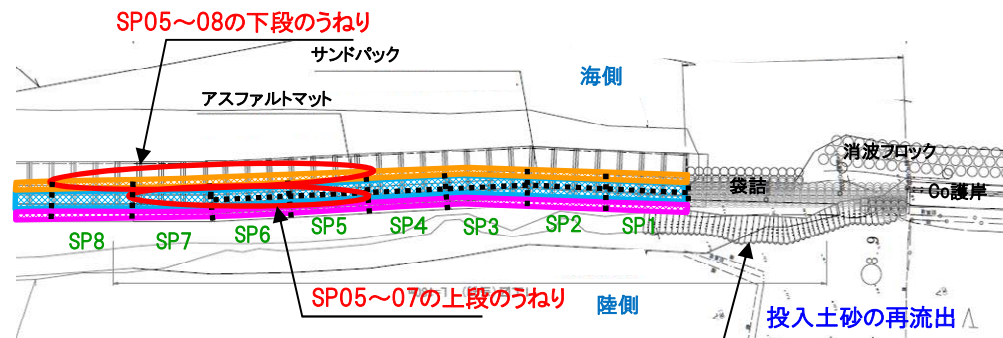 SP05～08の下段のうねり
サンドパック
海側
アスファルトマット
消波ブロック
袋詰
Co護岸
SP8
SP7
SP6
SP5
SP4
SP3
SP2
SP1
SP05～07の上段のうねり
陸側
投入土砂の再流出